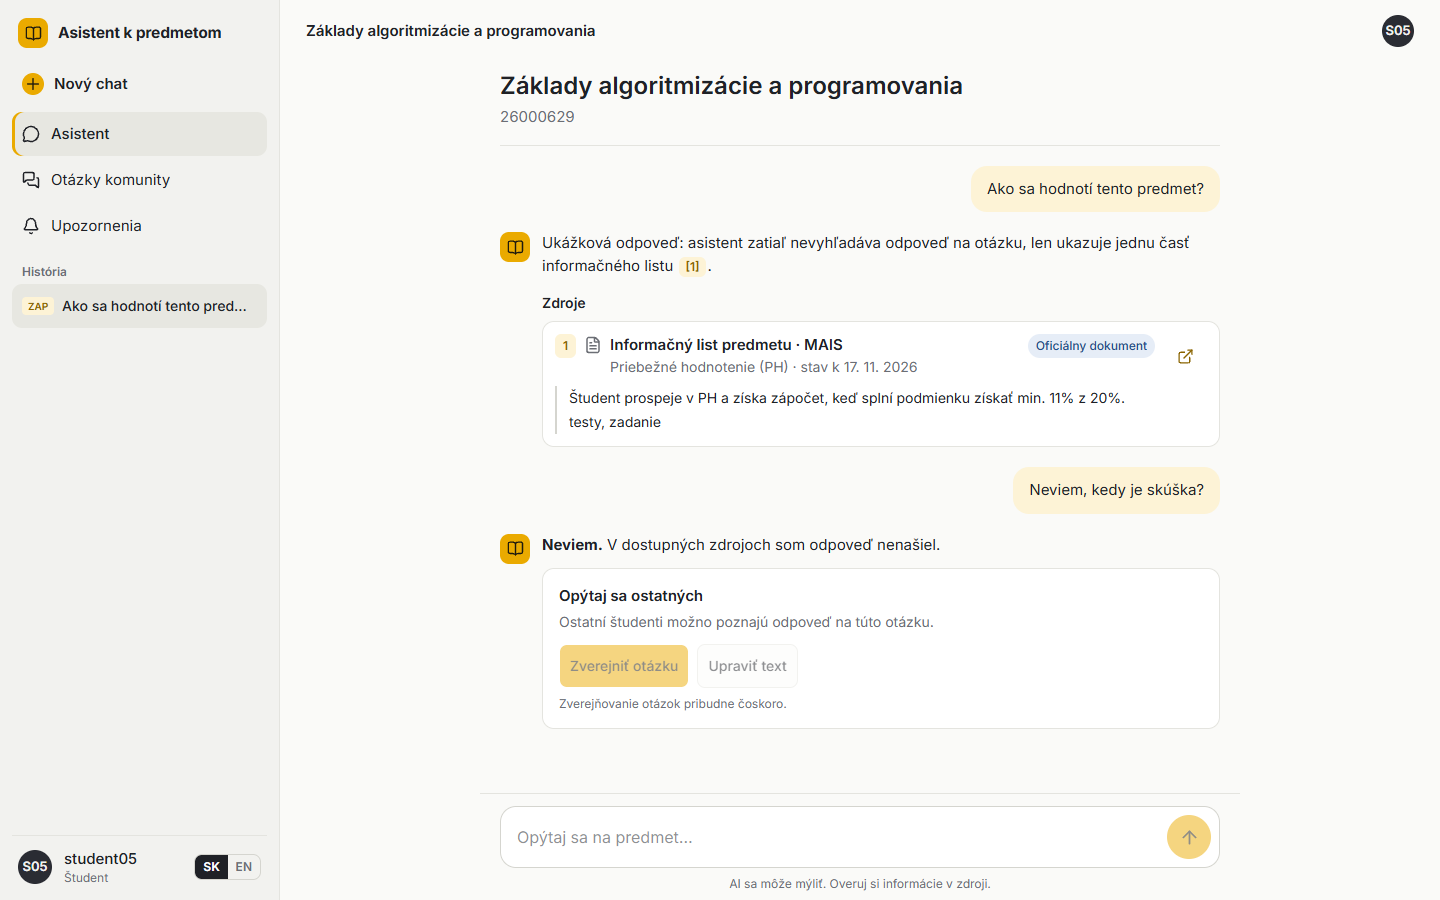 Asistent k predmetom
Nový chat
Asistent
Otázky komunity
Upozornenia
História
ZAP Ako sa hodnotí tento pred...
S05
student05
Študent
SK EN
Základy algoritmizácie a programovania
S05
Základy algoritmizácie a programovania
26000629
Ako sa hodnotí tento predmet?
Ukážková odpoveď: asistent zatiaľ nevyhľadáva odpoveď na otázku, len ukazuje jednu časť
informačného listu [1].
Zdroje
1 Informačný list predmetu · MAIS Oficiálny dokument
Priebežné hodnotenie (PH) · stav k 17. 11. 2026
Študent prospeje v PH a získa zápočet, keď splní podmienku získať min. 11% z 20%.
testy, zadanie
Neviem, kedy je skúška?
Neviem. V dostupných zdrojoch som odpoveď nenašiel.
Opýtaj sa ostatných
Ostatní študenti možno poznajú odpoveď na túto otázku.
Zverejniť otázku Upraviť text
Zverejňovanie otázok pribudne čoskoro.
Opýtaj sa na predmet...
AI sa môže mýliť. Overuj si informácie v zdroji.